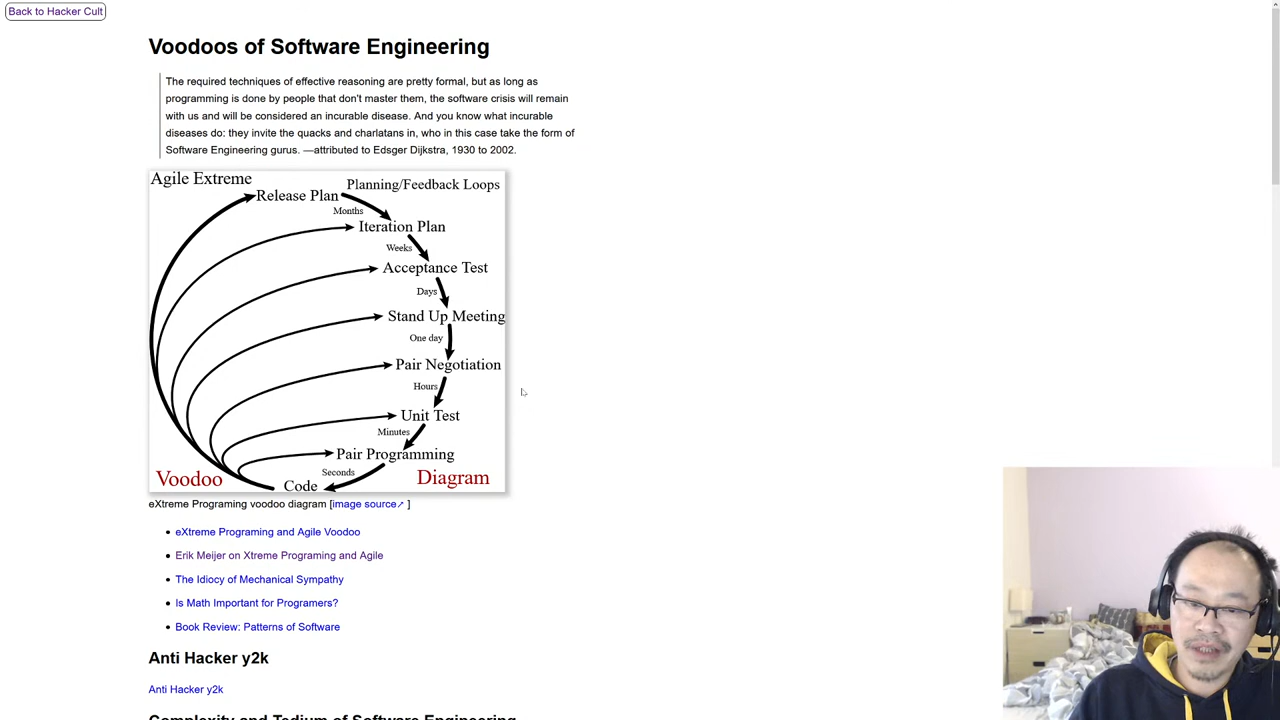 Back to Hacker Cult
Voodoos of Software Engineering
The required techniques of effective reasoning are pretty formal, but as long as
programming is done by people that don't master them, the software crisis will remain
with us and will be considered an incurable disease. And you know what incurable
diseases do: they invite the quacks and charlatans in, who in this case take the form of
Software Engineering gurus. —attributed to Edsger Dijkstra, 1930 to 2002.
Agile Extreme
Planning/Feedback Loops
Release Plan
Months
Iteration Plan
Weeks
Acceptance Test
Days
Stand Up Meeting
One day
Pair Negotiation
Hours
Unit Test
Minutes
Pair Programming
Seconds
Code
Voodoo
Diagram
eXtreme Programing voodoo diagram [image source↗ ]
eXtreme Programing and Agile Voodoo
Erik Meijer on Xtreme Programing and Agile
The Idiocy of Mechanical Sympathy
Is Math Important for Programers?
Book Review: Patterns of Software
Anti Hacker y2k
Anti Hacker y2k
Complexity and Tedium of Software Engineering